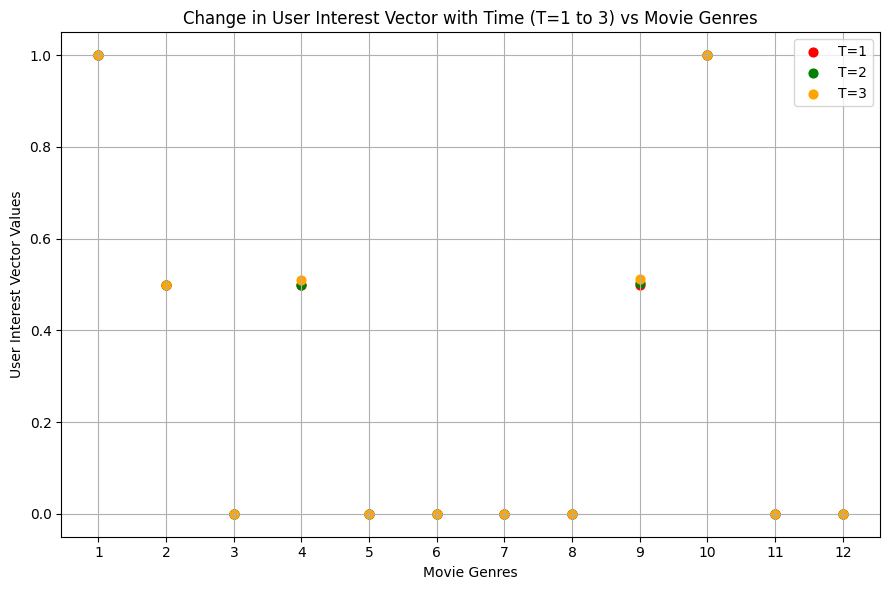 Change in User Interest Vector with Time (T=1 to 3) vs Movie Genres
T=1
T=2
T=3
1.0
0.8
0.6
0.4
0.2
0.0
User Interest Vector Values
1 2 3 4 5 6 7 8 9 10 11 12
Movie Genres